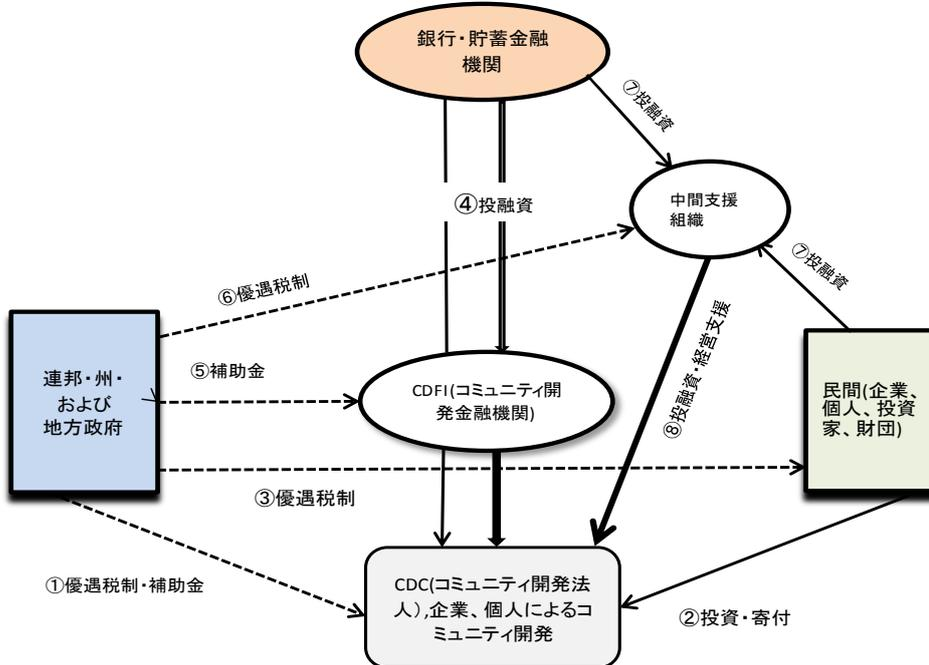 銀行・貯蓄金融
機関
⑦投融資
④投融資
中間支援
組織
⑦投融資
⑥優遇税制
連邦・州・
および
地方政府
⑤補助金
CDFI(コミュニティ開
発金融機関)
⑧投融資・経営支援
民間(企業、
個人、投資
家、財団)
③優遇税制
①優遇税制・補助金
CDC(コミュニティ開発法
人),企業、個人によるコ
ミュニティ開発
②投資・寄付